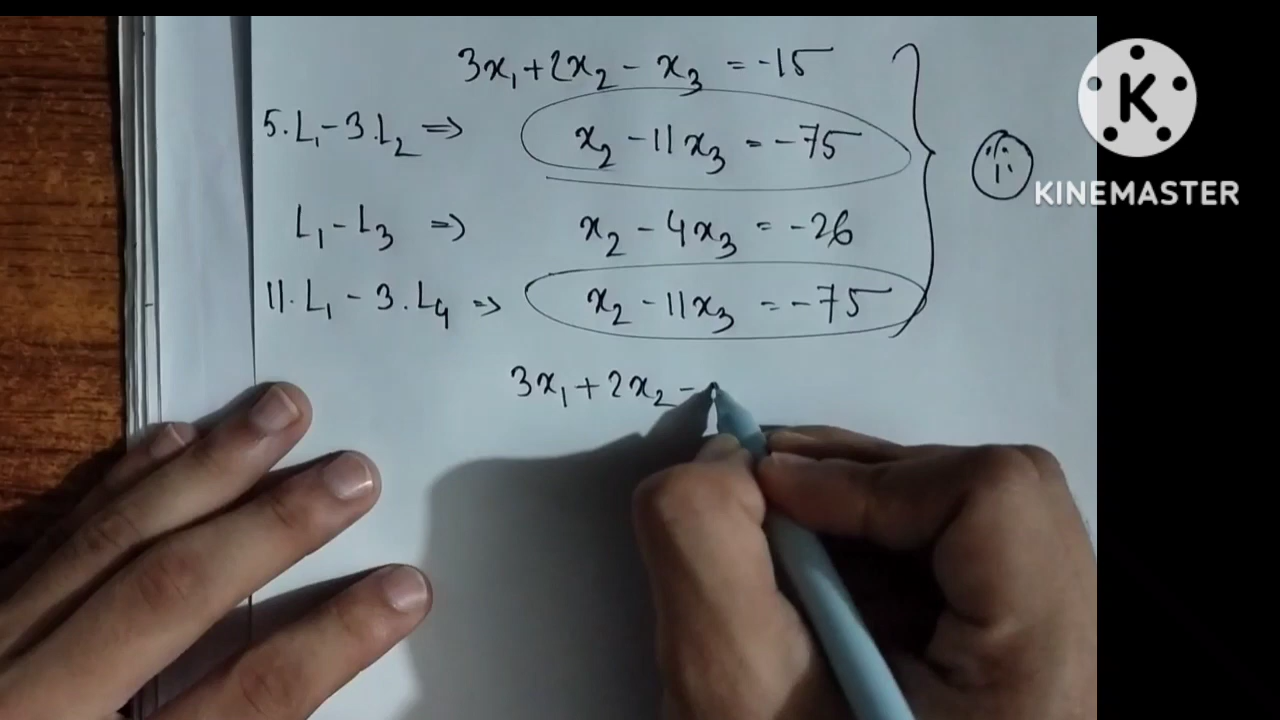 3x₁ + 2x₂ - x₃ = -15
5.L₁ - 3.L₂ ⇒ x₂ - 11x₃ = -75
L₁ - L₃ ⇒ x₂ - 4x₃ = -26
11.L₁ - 3.L₄ ⇒ x₂ - 11x₃ = -75
3x₁ + 2x₂ -
K
KINEMASTER